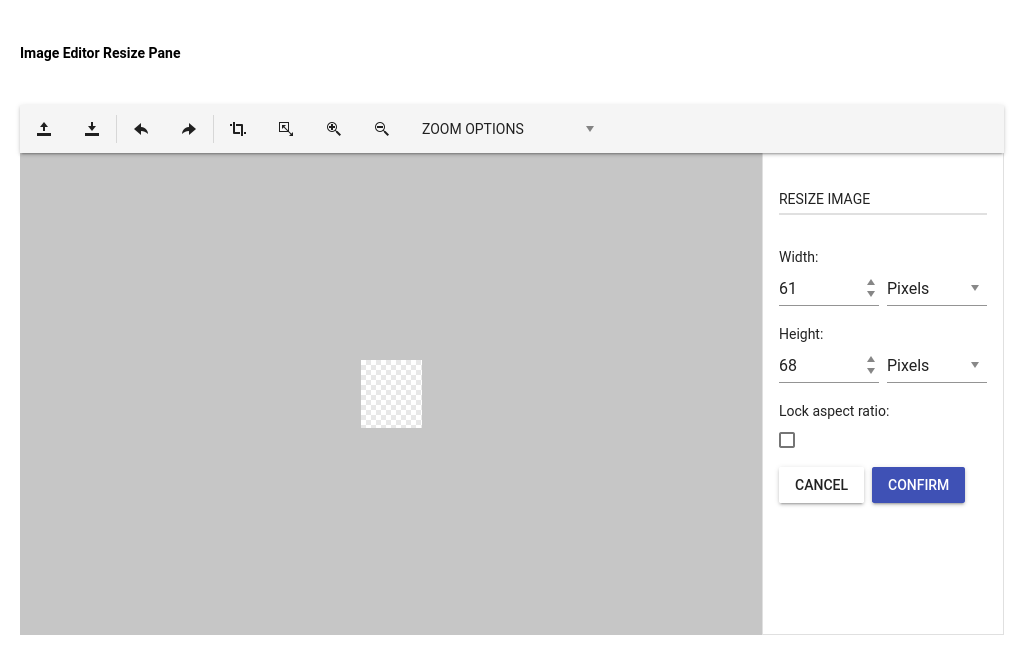 Image Editor Resize Pane
ZOOM OPTIONS
RESIZE IMAGE
Width:
61 Pixels
Height:
68 Pixels
Lock aspect ratio:
CANCEL CONFIRM